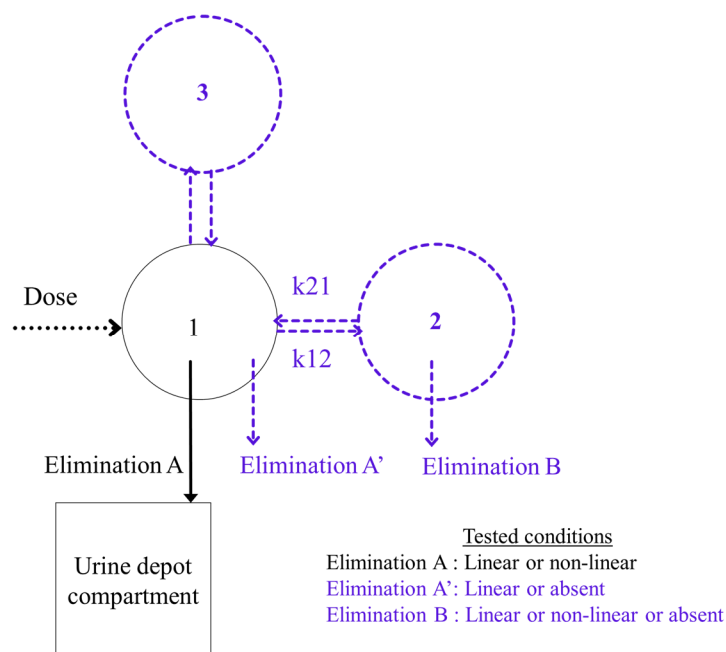 3
Dose
k21
1
2
k12
Elimination A
Elimination A’
Elimination B
Urine depot
compartment
Tested conditions
Elimination A : Linear or non-linear
Elimination A’: Linear or absent
Elimination B : Linear or non-linear or absent